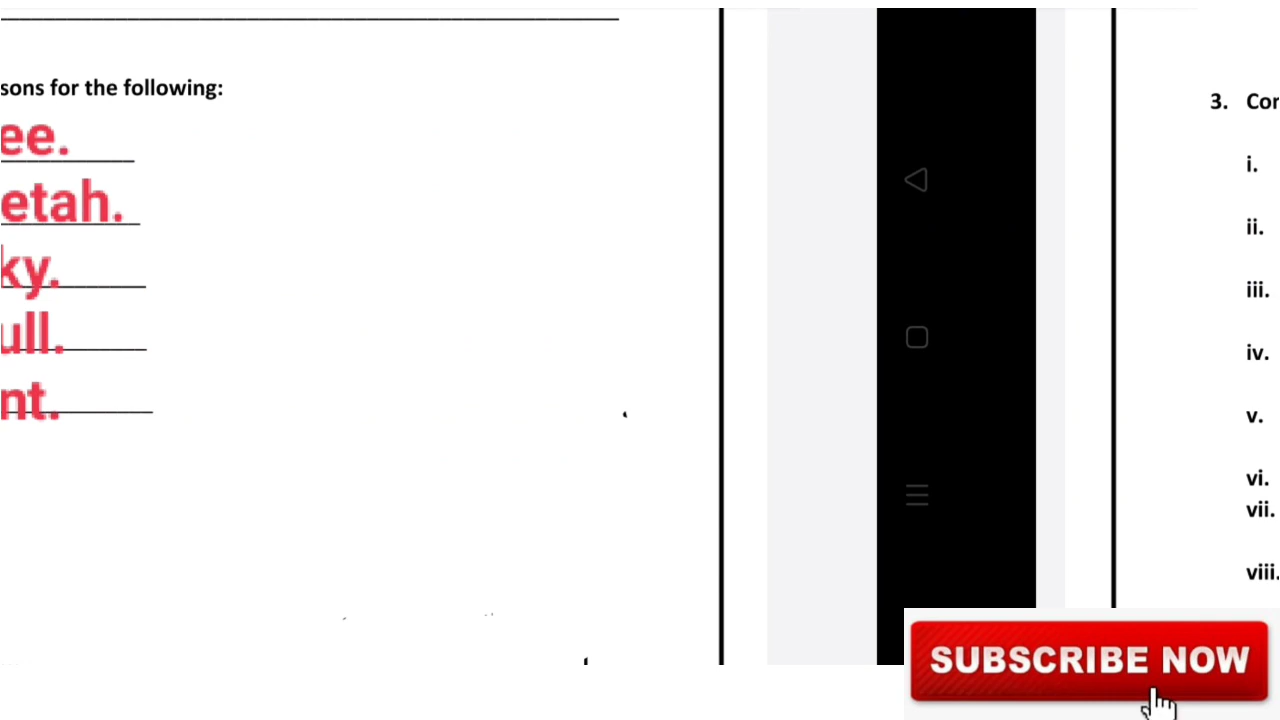 sons for the following:
ee.
etah.
ky.
ull.
nt.
3. Cor
i.
ii.
iii.
iv.
v.
vi.
vii.
viii.
SUBSCRIBE NOW